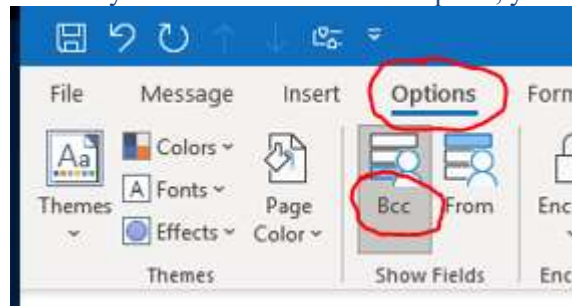 File Message Insert Options Form
Aa Colors
A Fonts
Themes Effects Page Color Bcc From Enc
Themes Show Fields Enc